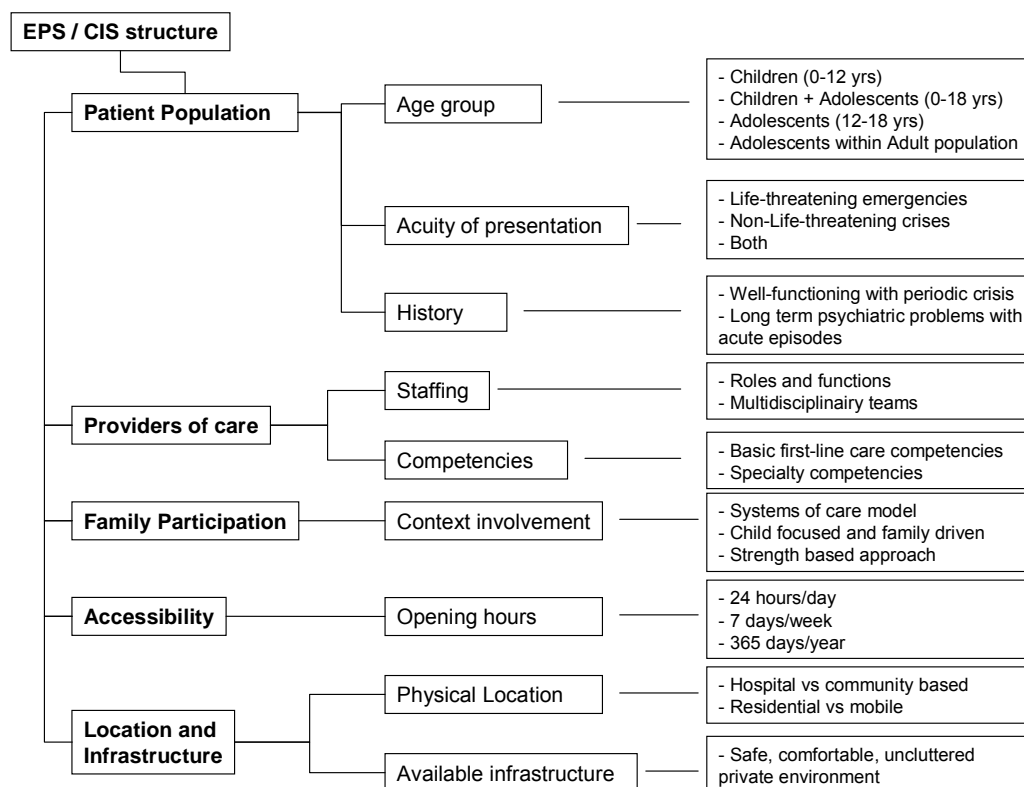 EPS / CIS structure
Patient Population
Age group
- Children (0-12 yrs)
- Children + Adolescents (0-18 yrs)
- Adolescents (12-18 yrs)
- Adolescents within Adult population
Acuity of presentation
- Life-threatening emergencies
- Non-Life-threatening crises
- Both
History
- Well-functioning with periodic crisis
- Long term psychiatric problems with
acute episodes
Providers of care
Staffing
- Roles and functions
- Multidisciplinairy teams
Competencies
- Basic first-line care competencies
- Specialty competencies
Family Participation
Context involvement
- Systems of care model
- Child focused and family driven
- Strength based approach
Accessibility
Opening hours
- 24 hours/day
- 7 days/week
- 365 days/year
Location and
Infrastructure
Physical Location
- Hospital vs community based
- Residential vs mobile
Available infrastructure
- Safe, comfortable, uncluttered
private environment